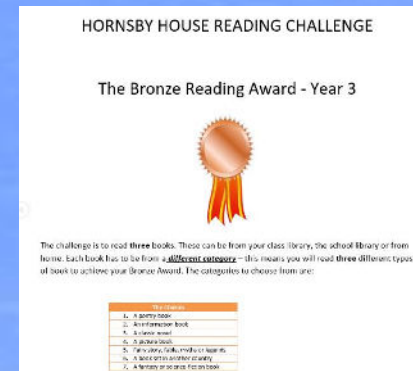 HORNSBY HOUSE READING CHALLENGE
The Bronze Reading Award - Year 3
The challenge is to read three books. These can be from your class library, the school library or from
home. Each book has to be from a different category – this means you will read three different types
of book to achieve your Bronze Award. The categories to choose from are:
The Choices
1. A poetry book
2. An information book
3. A classic novel
4. A picture book
5. Fairy story, fables, myths or legends
6. A book set in another country
7. A fantasy or science fiction book